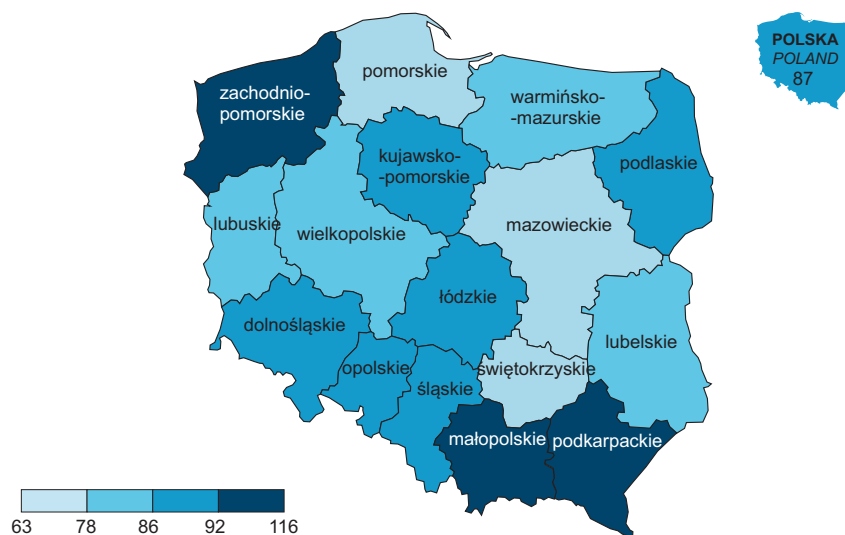 POLSKA
POLAND
87
pomorskie
zachodnio-
pomorskie
warmińsko-
-mazurskie
kujawsko-
-pomorskie
podlaskie
lubuskie
wielkopolskie
mazowieckie
łódzkie
dolnośląskie
lubelskie
opolskie
świętokrzyskie
śląskie
małopolskie
podkarpackie
63 78 86 92 116